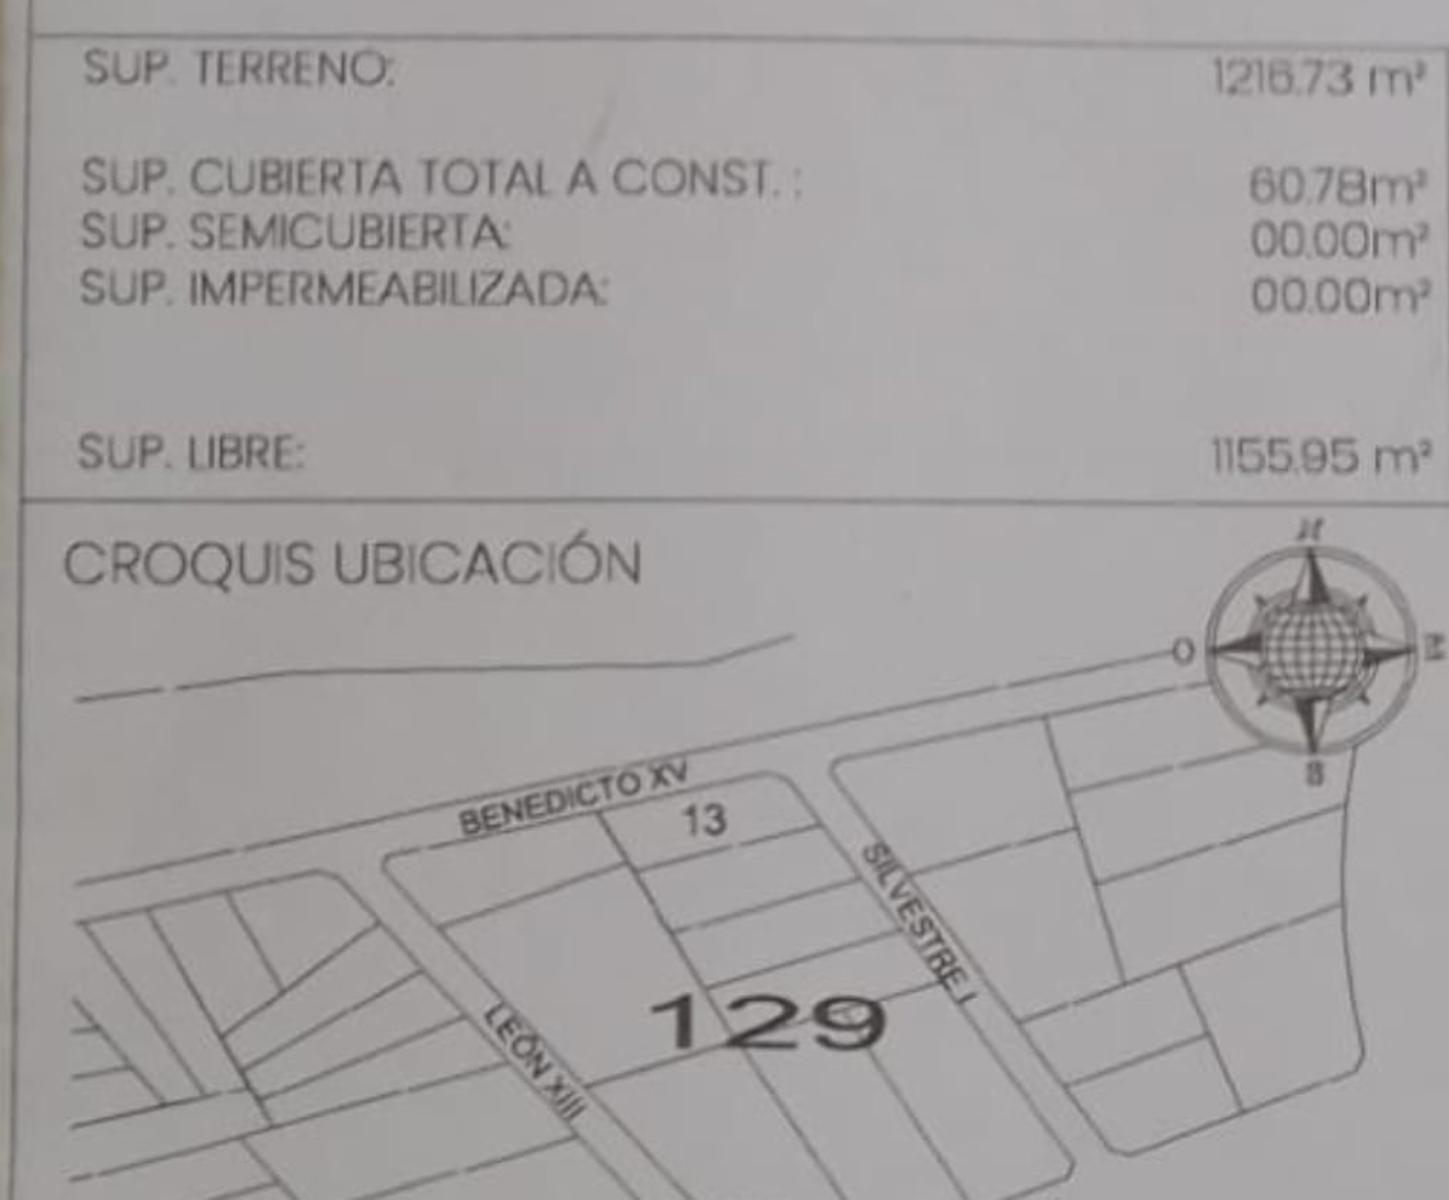 SUP. TERRENO: 1216.73 m²
SUP. CUBIERTA TOTAL A CONST. : 60.78m²
SUP. SEMICUBIERTA: 00.00m²
SUP. IMPERMEABILIZADA: 00.00m²
SUP. LIBRE: 1155.95 m²
CROQUIS UBICACIÓN
O
BENEDICTO XV
13
SILVESTRE I
129
LEÓN XIII